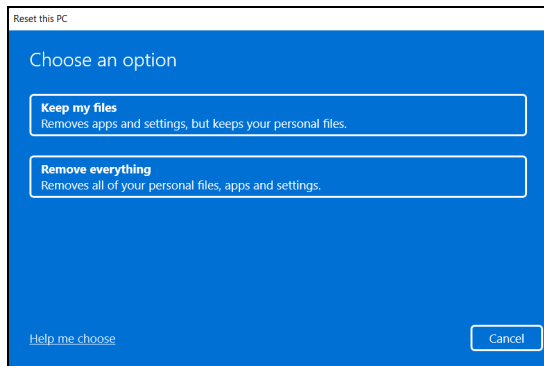 Reset this PC
Choose an option
Keep my files
Removes apps and settings, but keeps your personal files.
Remove everything
Removes all of your personal files, apps and settings.
Help me choose
Cancel